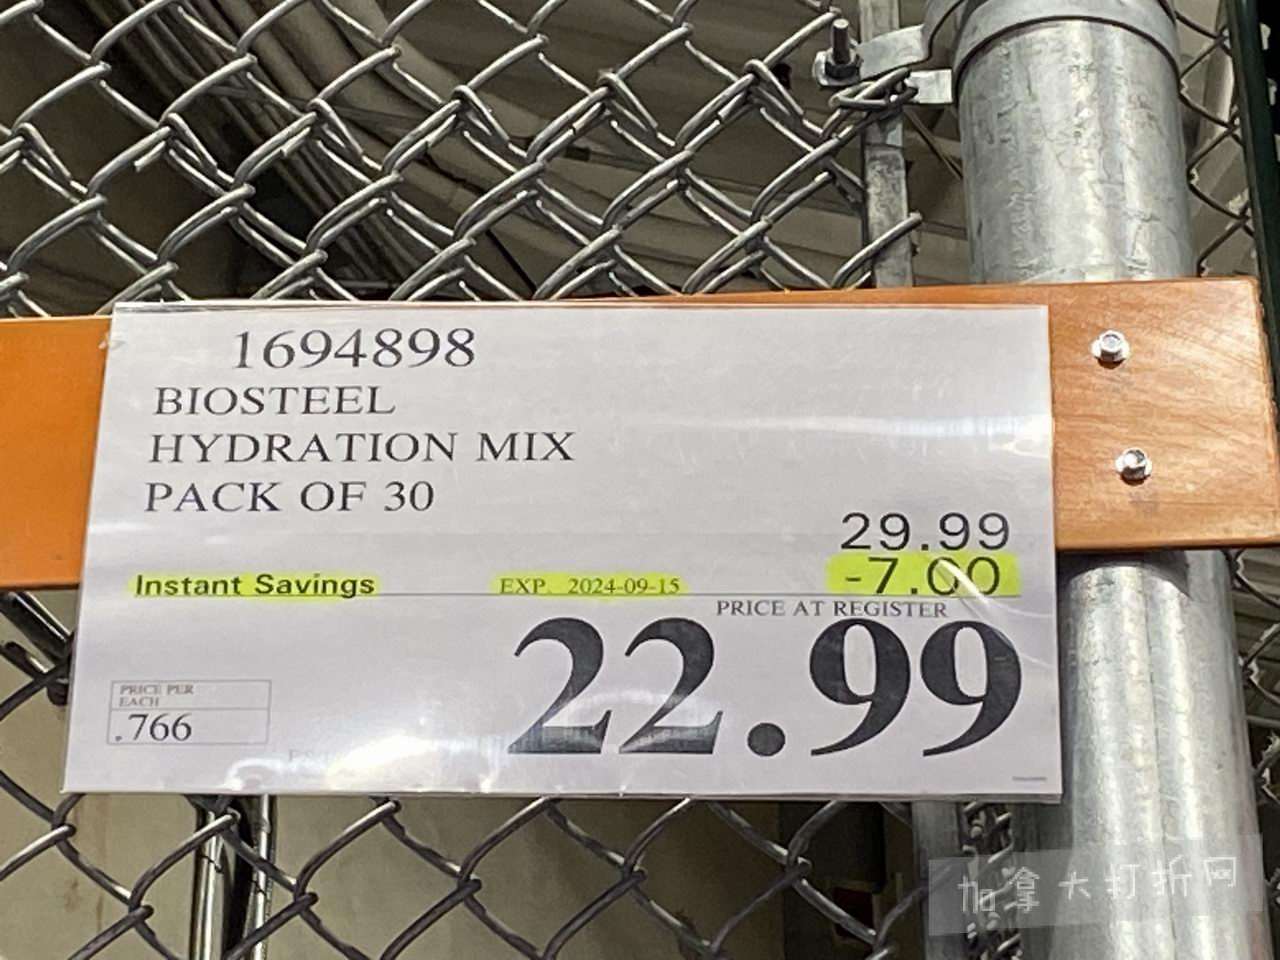 1694898
BIOSTEEL
HYDRATION MIX
PACK OF 30
29.99
Instant Savings EXP. 2024-09-15 -7.00
PRICE AT REGISTER
22.99
PRICE PER
EACH
.766
加拿大打折网